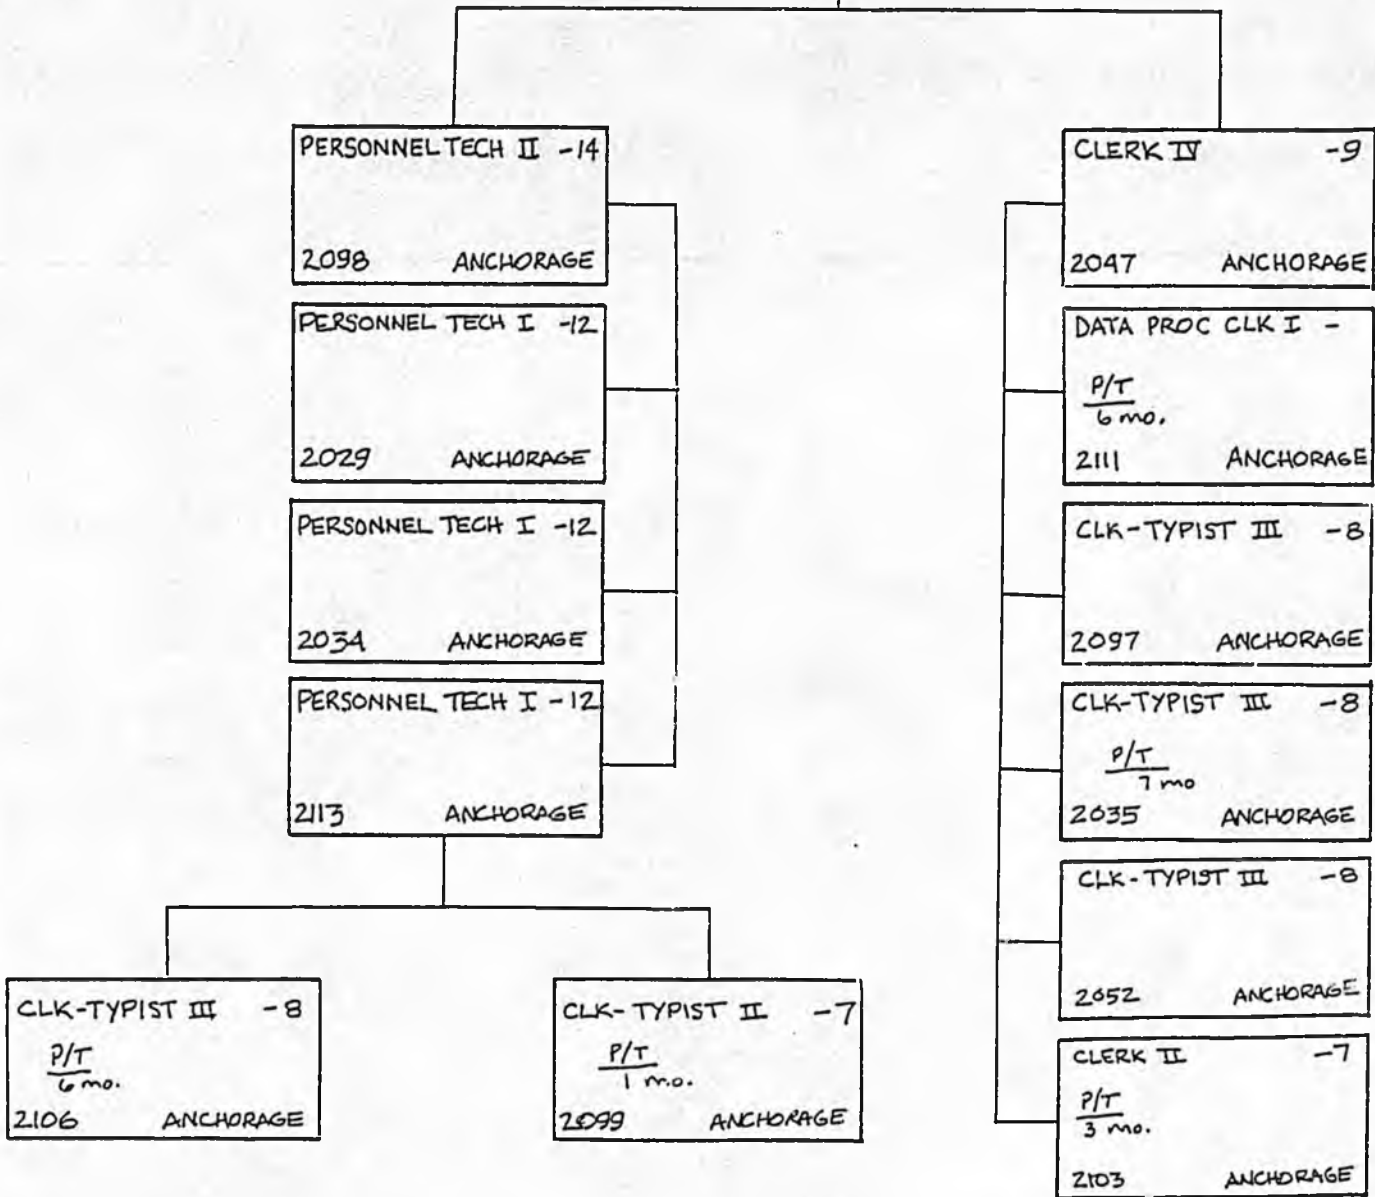 PERSONNEL TECH II -14
2098 ANCHORAGE
PERSONNEL TECH I -12
2029 ANCHORAGE
PERSONNEL TECH I -12
2034 ANCHORAGE
PERSONNEL TECH I -12
2113 ANCHORAGE
CLK-TYPIST III -8
P/T
6 mo.
2106 ANCHORAGE
CLK-TYPIST II -7
P/T
1 mo.
2099 ANCHORAGE
CLERK IV -9
2047 ANCHORAGE
DATA PROC CLK I -
P/T
6 mo.
2111 ANCHORAGE
CLK-TYPIST III -8
2097 ANCHORAGE
CLK-TYPIST III -8
P/T
7 mo
2035 ANCHORAGE
CLK-TYPIST III -8
2052 ANCHORAGE
CLERK II -7
P/T
3 mo.
2103 ANCHORAGE